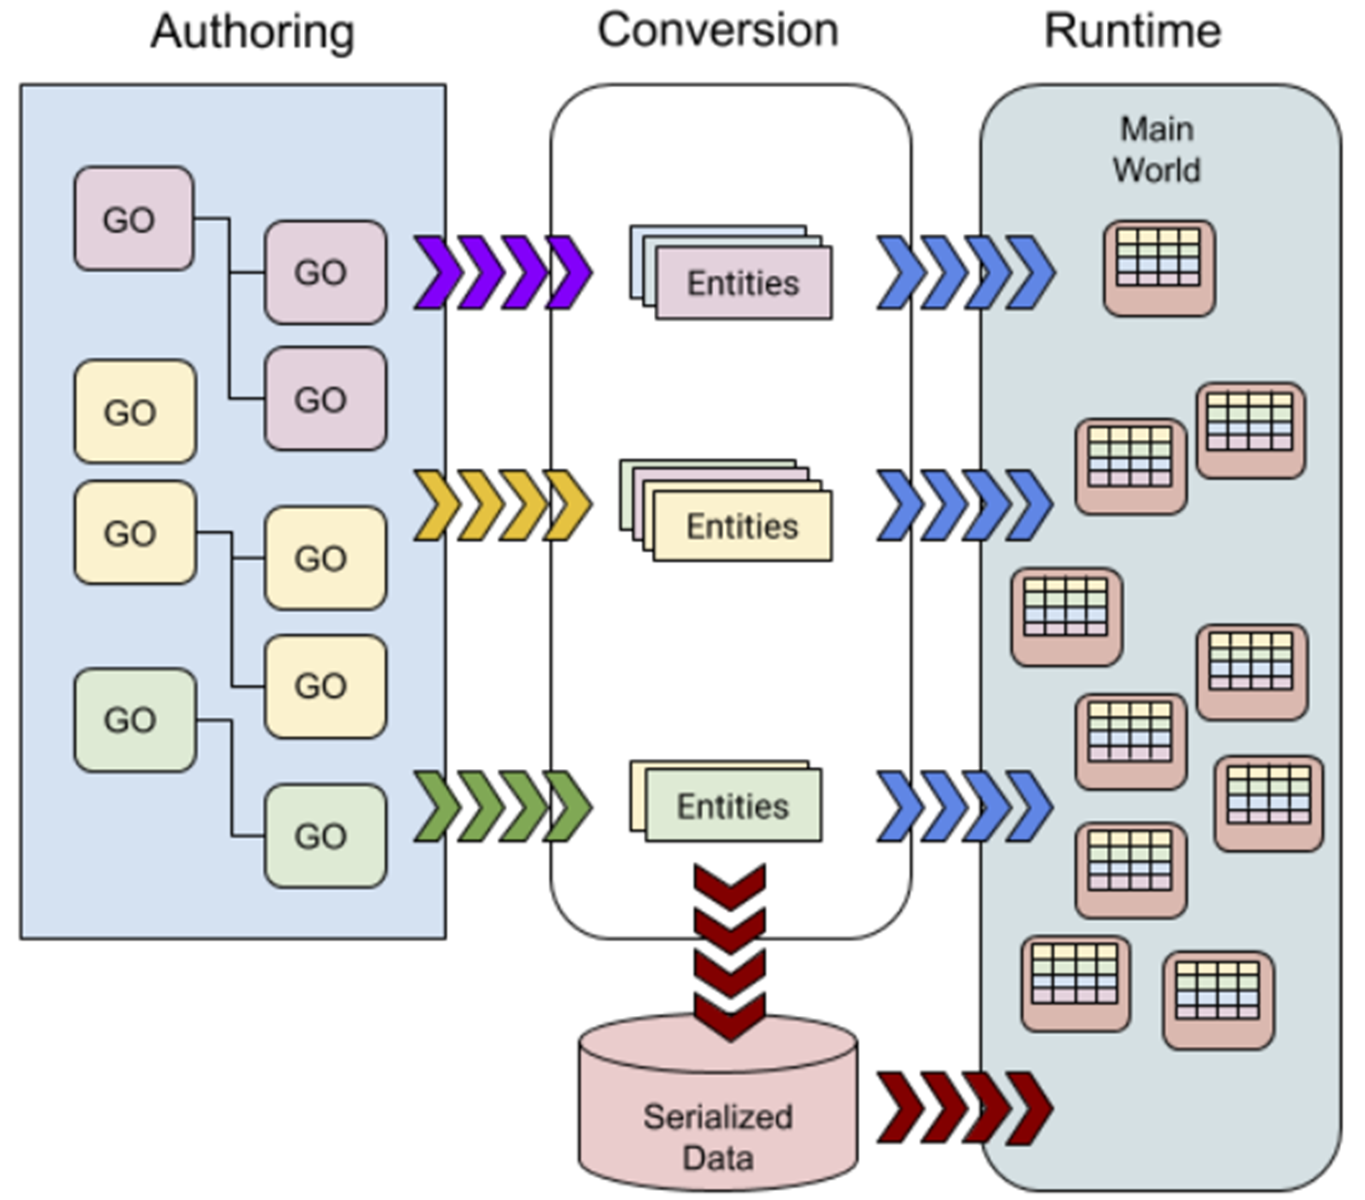 Authoring
Conversion
Runtime
Main
World
GO
GO
GO
GO
GO
GO
GO
GO
GO
Entities
Entities
Entities
Serialized
Data